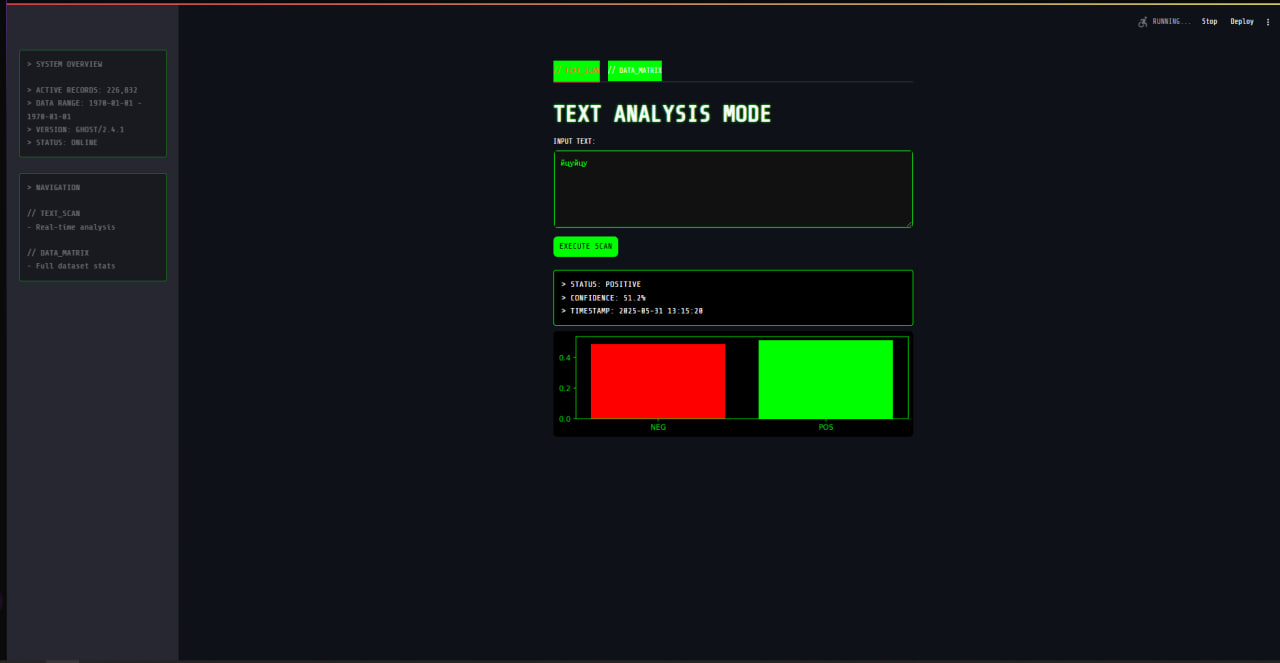 RUNNING...
Stop
Deploy
> SYSTEM OVERVIEW
> ACTIVE RECORDS: 226,832
> DATA RANGE: 1970-01-01 -
1970-01-01
> VERSION: GHOST/2.4.1
> STATUS: ONLINE
> NAVIGATION
// TEXT_SCAN
- Real-time analysis
// DATA_MATRIX
- Full dataset stats
// TEXT_SCAN
// DATA_MATRIX
TEXT ANALYSIS MODE
INPUT TEXT:
йцуйцу
EXECUTE SCAN
> STATUS: POSITIVE
> CONFIDENCE: 51.2%
> TIMESTAMP: 2025-05-31 13:15:20
0.4
0.2
0.0
NEG
POS